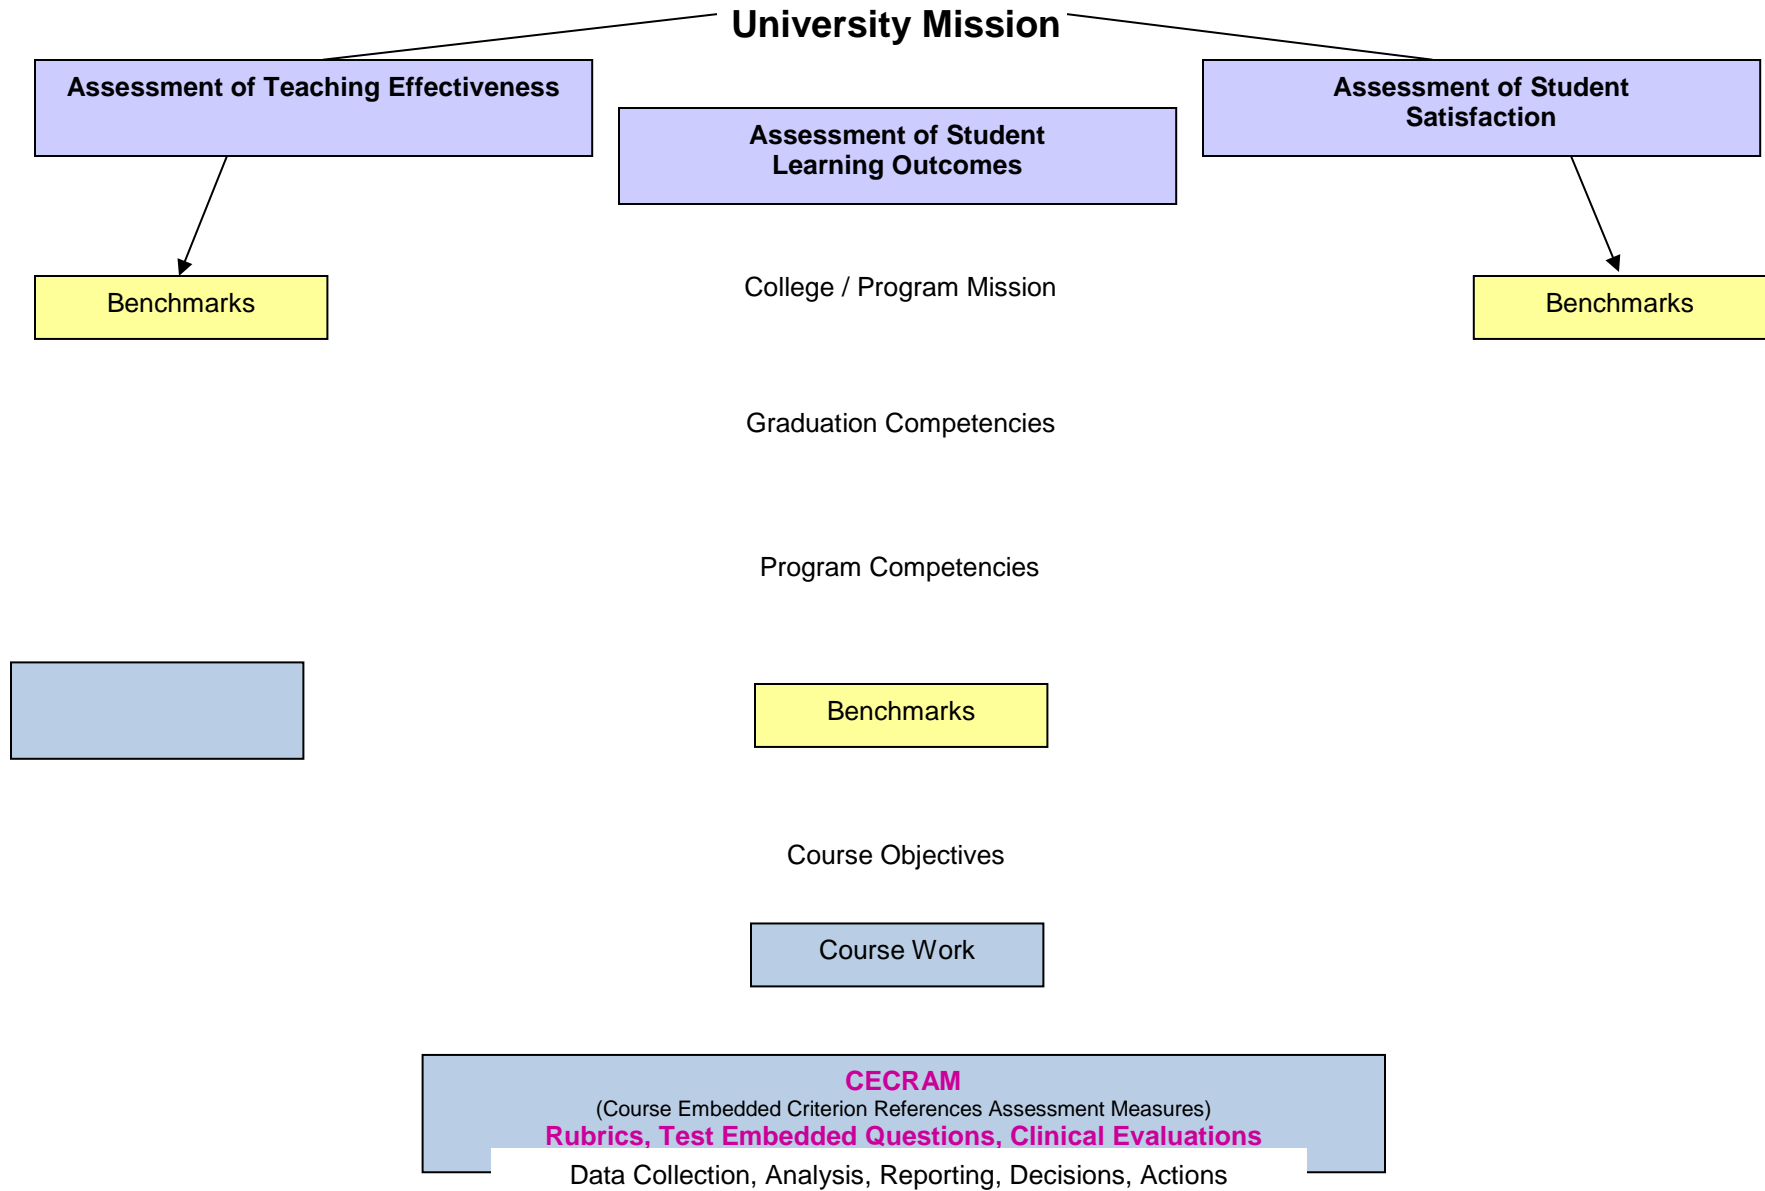 University Mission
Assessment of Teaching Effectiveness
Assessment of Student
Learning Outcomes
Assessment of Student
Satisfaction
Benchmarks
College / Program Mission
Benchmarks
Graduation Competencies
Program Competencies
Benchmarks
Course Objectives
Course Work
CECRAM
(Course Embedded Criterion References Assessment Measures)
Rubrics, Test Embedded Questions, Clinical Evaluations
Data Collection, Analysis, Reporting, Decisions, Actions